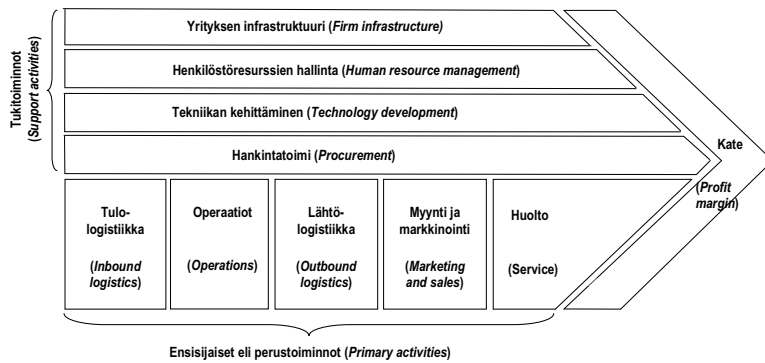 Yrityksen infrastruktuuri (Firm infrastructure)
Henkilöstöresurssien hallinta (Human resource management)
Tekniikan kehittäminen (Technology development)
Hankintatoimi (Procurement)
Tukitoiminnot
(Support activities)
Kate
(Profit
margin)
Tulo-
logistiikka
(Inbound
logistics)
Operaatiot
(Operations)
Lähtö-
logistiikka
(Outbound
logistics)
Myynti ja
markkinointi
(Marketing
and sales)
Huolto
(Service)
Ensisijaiset eli perustoiminnot (Primary activities)